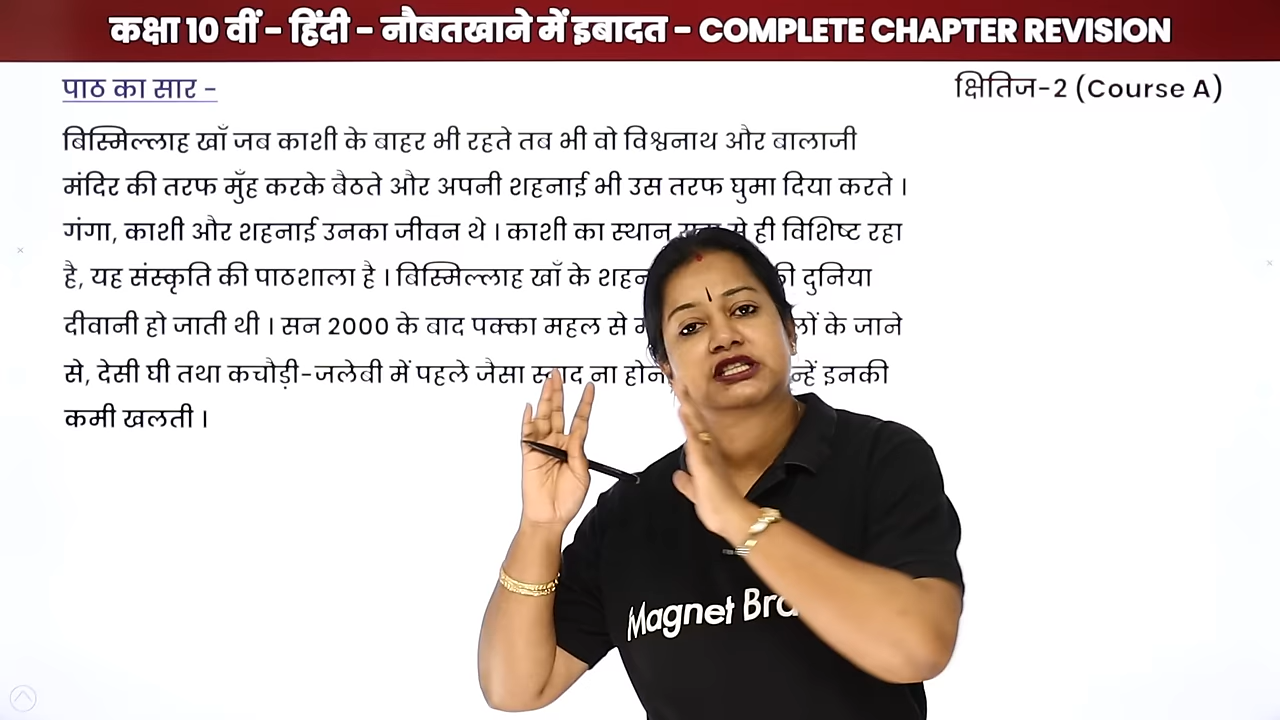 कक्षा 10 वीं - हिंदी - नौबतखाने में इबादत - COMPLETE CHAPTER REVISION
पाठ का सार -
क्षितिज-2 (Course A)
बिस्मिल्लाह खाँ जब काशी के बाहर भी रहते तब भी वो विश्वनाथ और बालाजी
मंदिर की तरफ मुँह करके बैठते और अपनी शहनाई भी उस तरफ घुमा दिया करते ।
गंगा, काशी और शहनाई उनका जीवन थे । काशी का स्थान से ही विशिष्ट रहा
है, यह संस्कृति की पाठशाला है । बिस्मिल्लाह खाँ के दुनिया
दीवानी हो जाती थी । सन 2000 के बाद पक्का महल से के जाने
से, देसी घी तथा कचौड़ी-जलेबी में पहले जैसा स्वाद ना इनकी
कमी खलती ।
Magnet